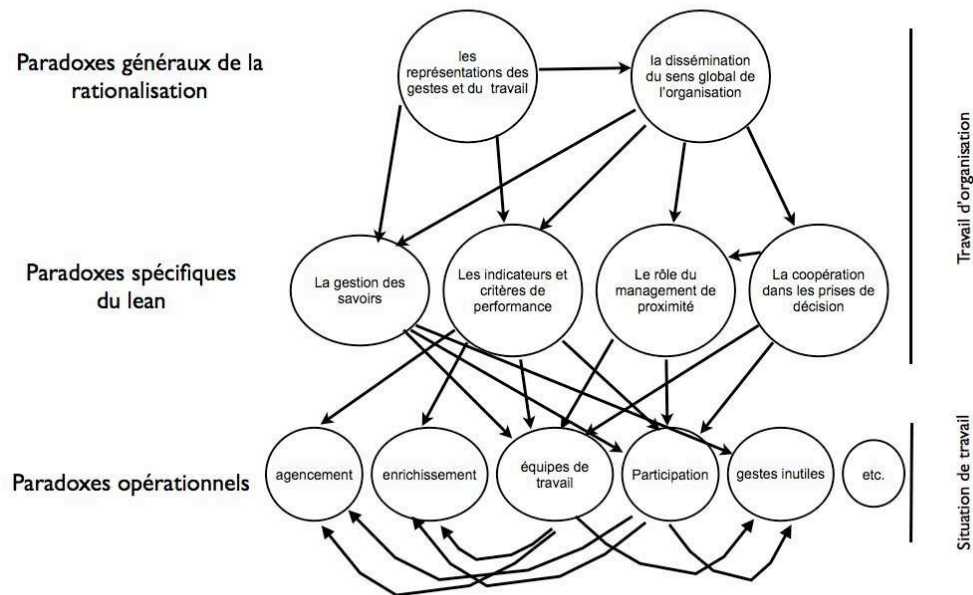 Paradoxes généraux de la
rationalisation
les
représentations des
gestes et du travail
la dissémination
du sens global de
l'organisation
Travail d'organisation
Paradoxes spécifiques
du lean
La gestion des
savoirs
Les indicateurs et
critères de
performance
Le rôle du
management de
proximité
La coopération
dans les prises de
décision
Paradoxes opérationnels
agencement
enrichissement
équipes de
travail
Participation
gestes inutiles
etc.
Situation de travail